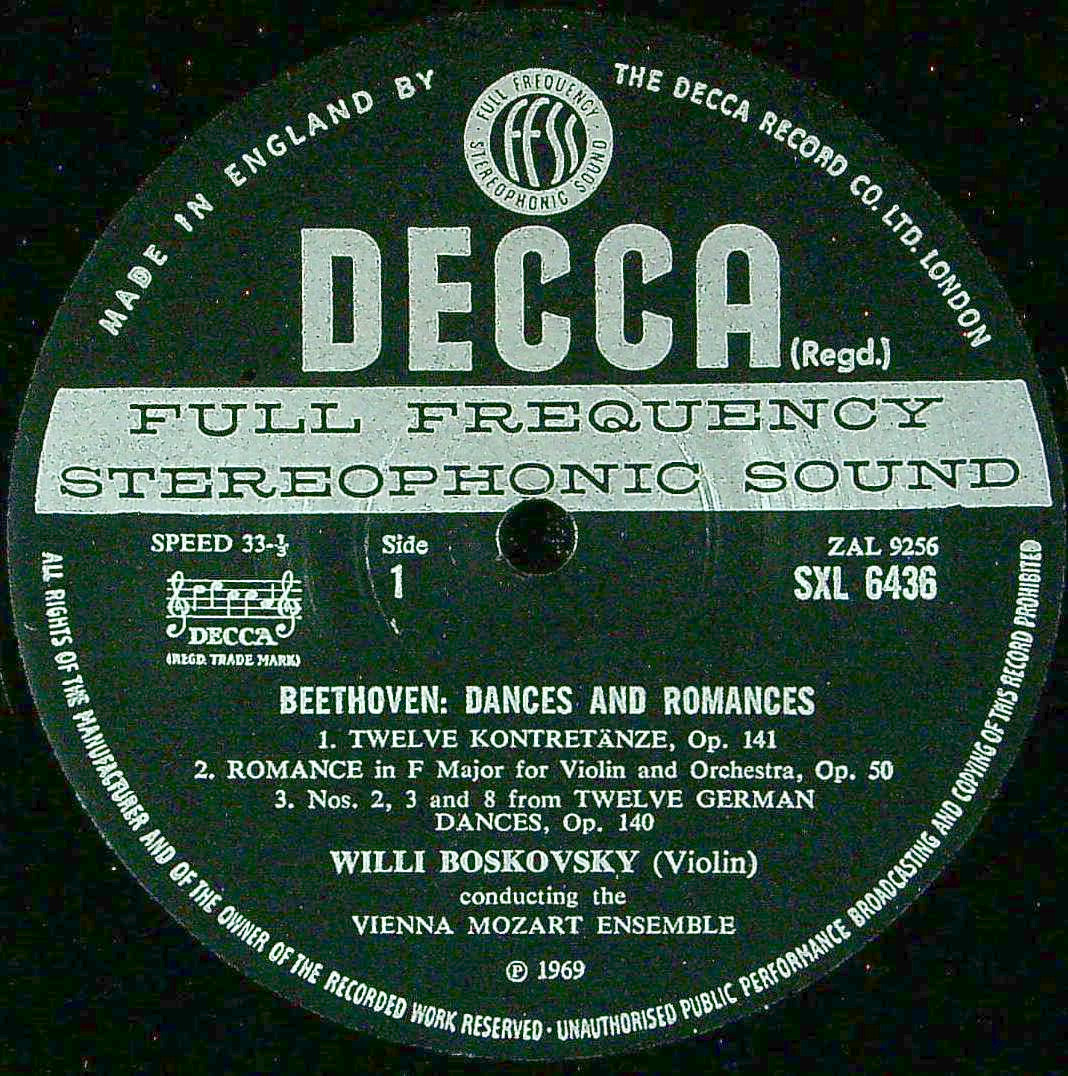 MADE IN ENGLAND BY
THE DECCA RECORD CO. LTD. LONDON
· FULL FREQUENCY · STEREOPHONIC SOUND
FFSS
DECCA (Regd.)
FULL FREQUENCY
STEREOPHONIC SOUND
SPEED 33-⅓
Side
1
ZAL 9256
SXL 6436
DECCA
(REGD. TRADE MARK)
BEETHOVEN: DANCES AND ROMANCES
1. TWELVE KONTRETÄNZE, Op. 141
2. ROMANCE in F Major for Violin and Orchestra, Op. 50
3. Nos. 2, 3 and 8 from TWELVE GERMAN
DANCES, Op. 140
WILLI BOSKOVSKY (Violin)
conducting the
VIENNA MOZART ENSEMBLE
℗ 1969
ALL RIGHTS OF THE MANUFACTURER AND OF THE OWNER OF THE RECORDED WORK RESERVED · UNAUTHORISED PUBLIC PERFORMANCE BROADCASTING AND COPYING OF THIS RECORD PROHIBITED